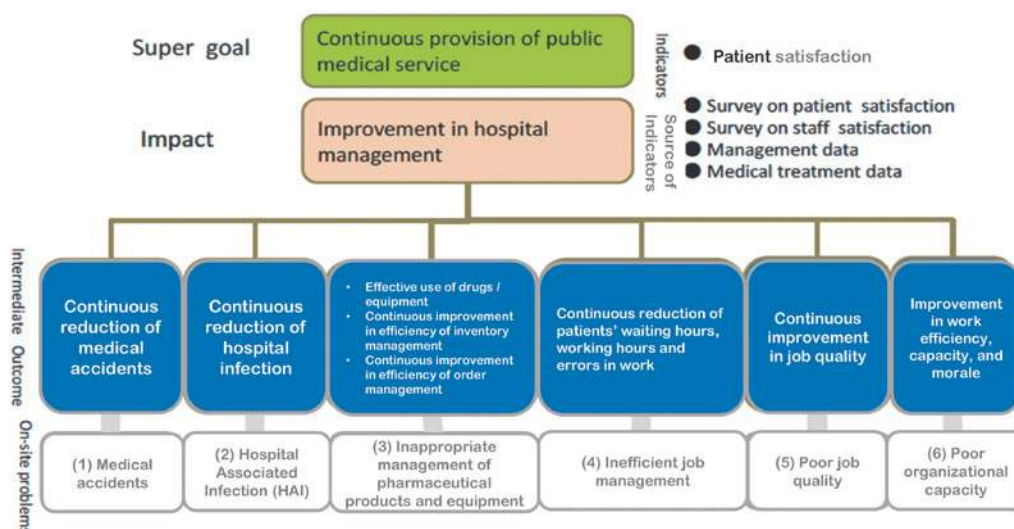 Super goal
Continuous provision of public
medical service
Indicators
● Patient satisfaction
Impact
Improvement in hospital
management
Source of
Indicators
● Survey on patient satisfaction
● Survey on staff satisfaction
● Management data
● Medical treatment data
Intermediate Outcome
Continuous
reduction of
medical
accidents
Continuous
reduction of
hospital
infection
• Effective use of drugs /
equipment
• Continuous improvement
in efficiency of inventory
management
• Continuous improvement
in efficiency of order
management
Continuous reduction of
patients' waiting hours,
working hours and
errors in work
Continuous
improvement
in job quality
Improvement
in work
efficiency,
capacity, and
morale
On-site problems
(1) Medical
accidents
(2) Hospital
Associated
Infection (HAI)
(3) Inappropriate
management of
pharmaceutical
products and equipment
(4) Inefficient job
management
(5) Poor job
quality
(6) Poor
organizational
capacity